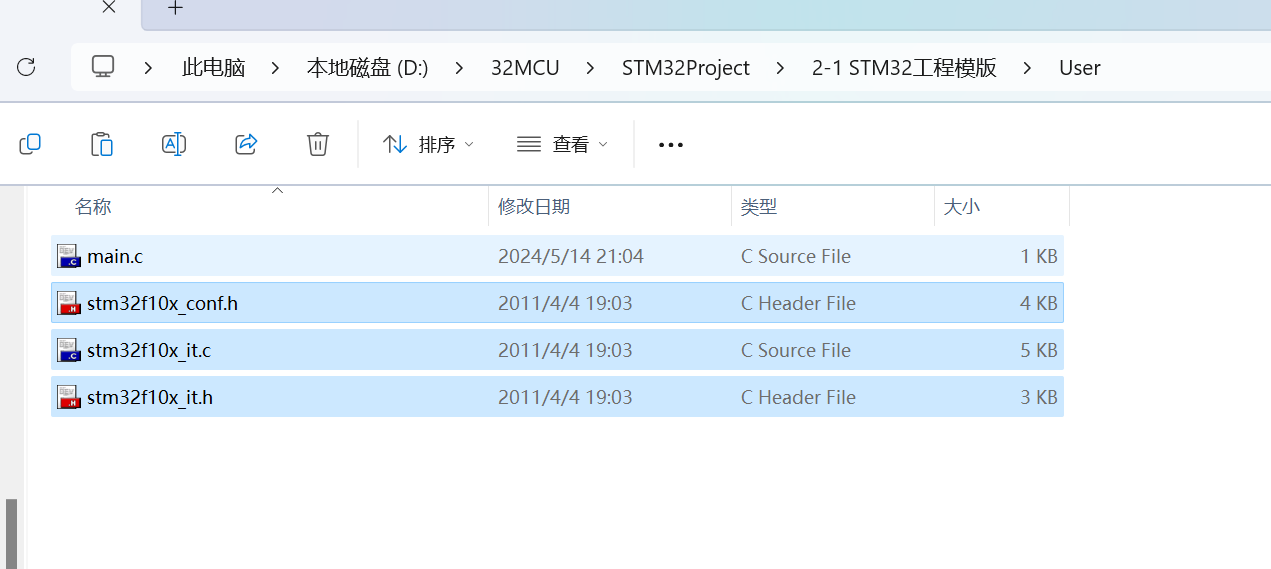 此电脑 本地磁盘 (D:) 32MCU STM32Project 2-1 STM32工程模版 User
排序 查看
名称 修改日期 类型 大小
main.c 2024/5/14 21:04 C Source File 1 KB
stm32f10x_conf.h 2011/4/4 19:03 C Header File 4 KB
stm32f10x_it.c 2011/4/4 19:03 C Source File 5 KB
stm32f10x_it.h 2011/4/4 19:03 C Header File 3 KB